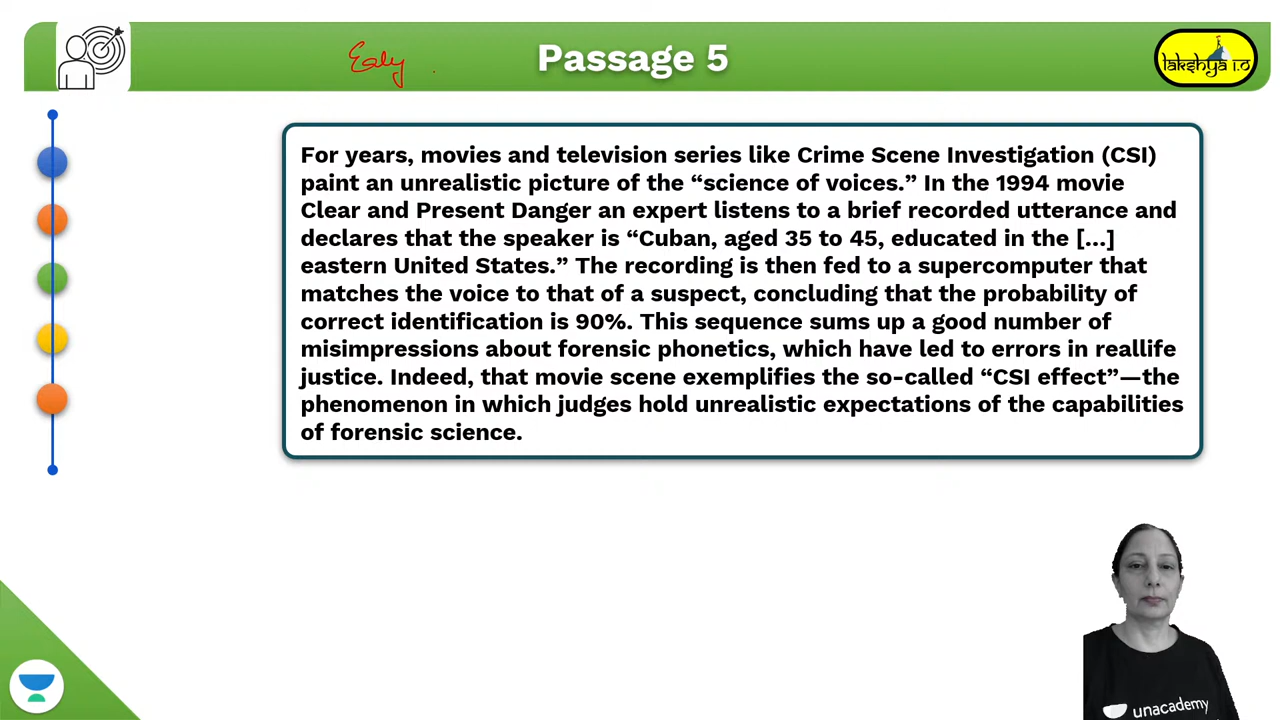 Ealy
Passage 5
lakshya 1.0
For years, movies and television series like Crime Scene Investigation (CSI)
paint an unrealistic picture of the “science of voices.” In the 1994 movie
Clear and Present Danger an expert listens to a brief recorded utterance and
declares that the speaker is “Cuban, aged 35 to 45, educated in the [...]
eastern United States.” The recording is then fed to a supercomputer that
matches the voice to that of a suspect, concluding that the probability of
correct identification is 90%. This sequence sums up a good number of
misimpressions about forensic phonetics, which have led to errors in reallife
justice. Indeed, that movie scene exemplifies the so-called “CSI effect”—the
phenomenon in which judges hold unrealistic expectations of the capabilities
of forensic science.
unacademy